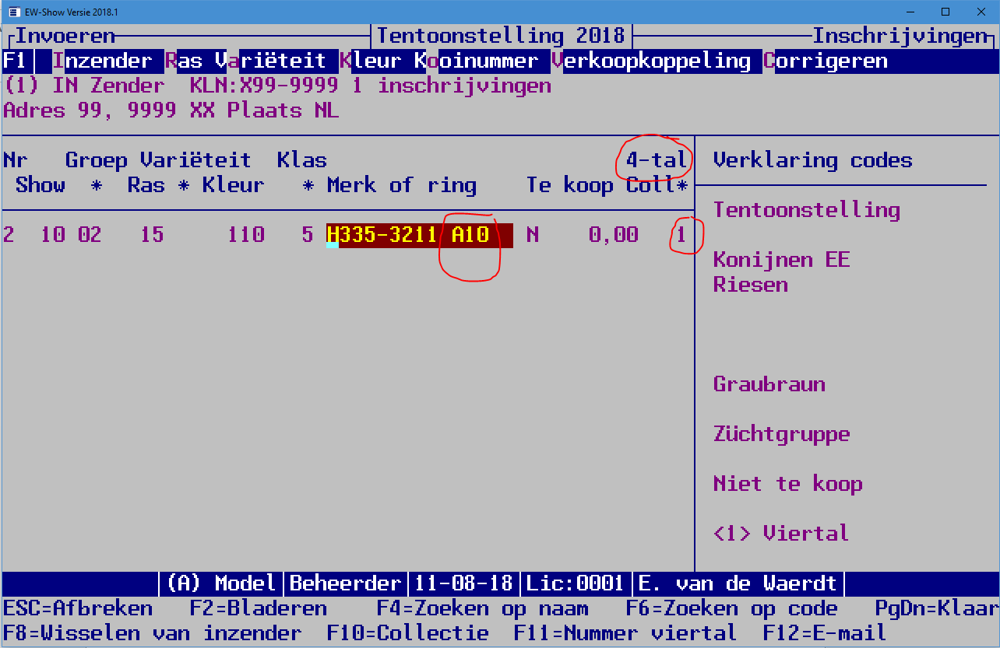 EW-Show Versie 2018.1
Invoeren Tentoonstelling 2018 Inschrijvingen
F1 Inzender Ras Variëteit Kleur Kooinummer Verkoopkoppeling Corrigeren
(1) IN Zender KLN:X99-9999 1 inschrijvingen
Adres 99, 9999 XX Plaats NL
Nr Groep Variëteit Klas 4-tal
Show * Ras * Kleur * Merk of ring Te koop Coll*
2 10 02 15 110 5 H335-3211 A10 N 0,00 1
Verklaring codes
Tentoonstelling
Konijnen EE
Riesen
Graubraun
Züchtgruppe
Niet te koop
<1> Viertal
(A) Model Beheerder 11-08-18 Lic:0001 E. van de Waerdt
ESC=Afbreken F2=Bladeren F4=Zoeken op naam F6=Zoeken op code PgDn=Klaar
F8=Wisselen van inzender F10=Collectie F11=Nummer viertal F12=E-mail